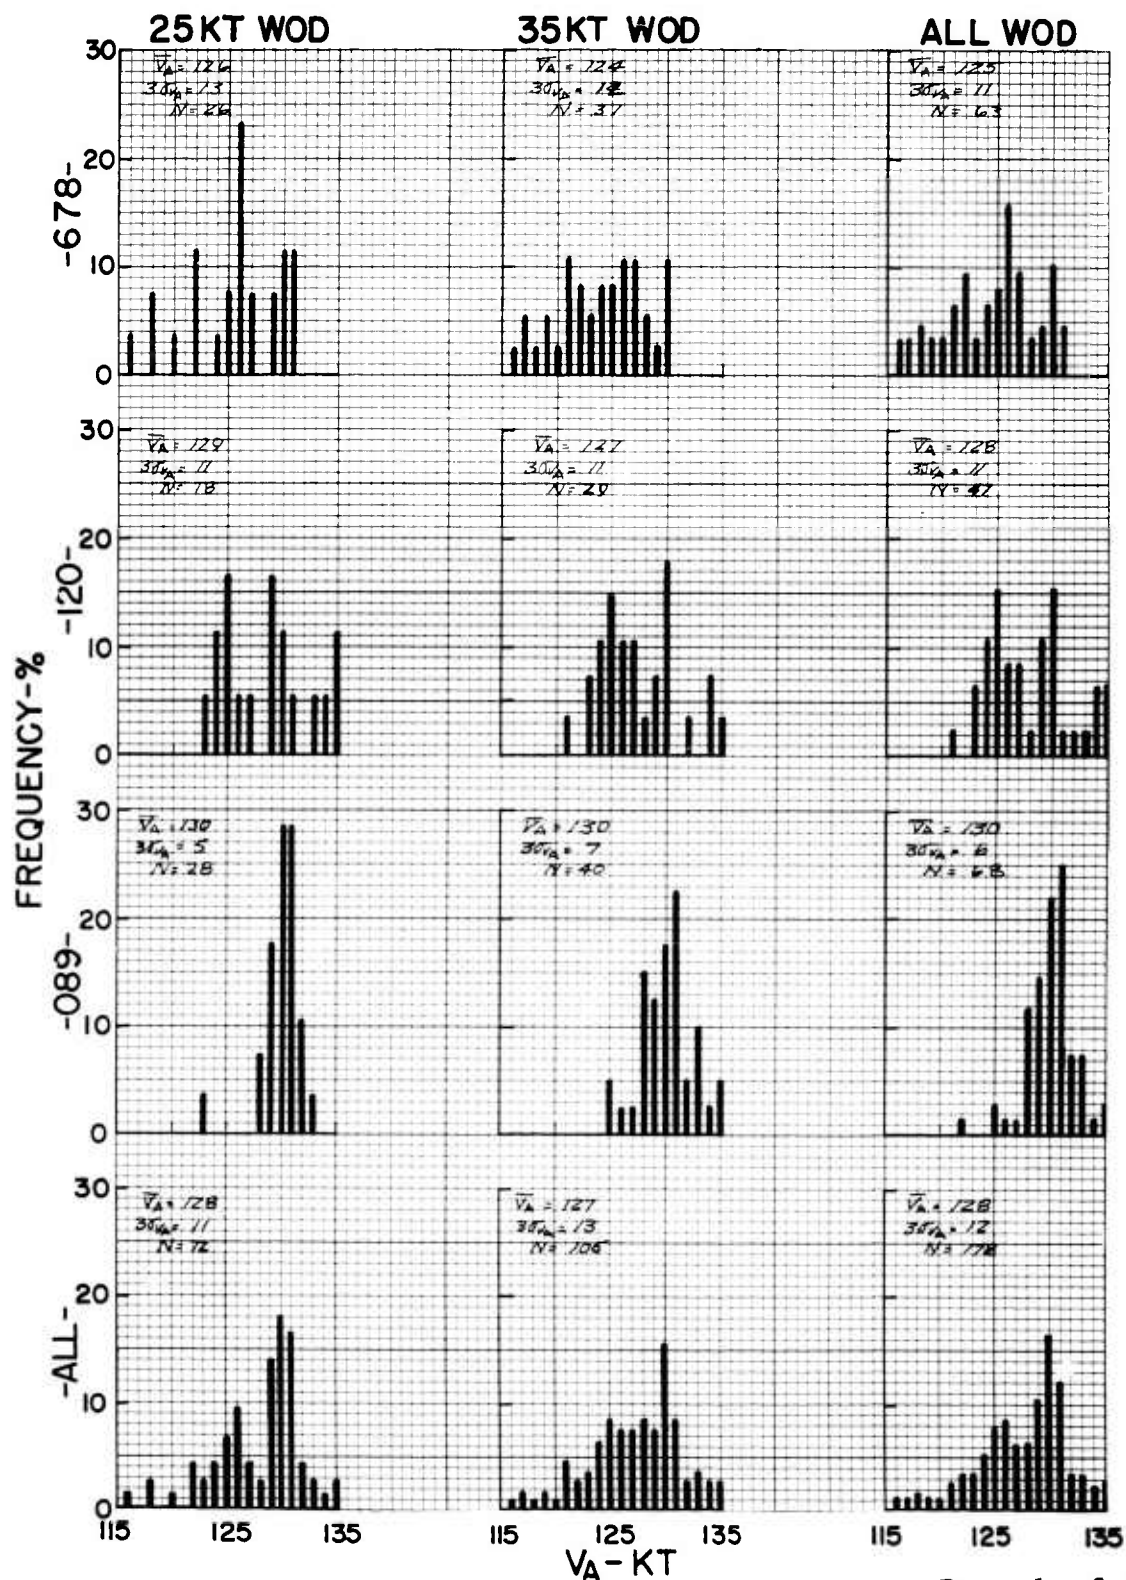 25 KT WOD
35 KT WOD
ALL WOD
FREQUENCY-%
-678-
30
20
10
0
V̄A = 126
3σVA = 13
N = 26
V̄A = 124
3σVA =
N = 37
V̄A = 125
3σVA = 11
N = 63
-120-
30
20
10
0
V̄A = 129
3σVA = 11
N = 18
V̄A = 127
3σVA = 11
N = 29
V̄A = 128
3σVA = 11
N = 47
-089-
30
20
10
0
V̄A = 130
3σVA = 5
N = 28
V̄A = 130
3σVA = 7
N = 40
V̄A = 130
3σVA = 6
N = 68
-ALL-
30
20
10
0
V̄A = 128
3σVA = 11
N = 72
V̄A = 127
3σVA = 13
N = 106
V̄A = 128
3σVA = 12
N = 178
115 125 135
115 125 135
115 125 135
VA-KT